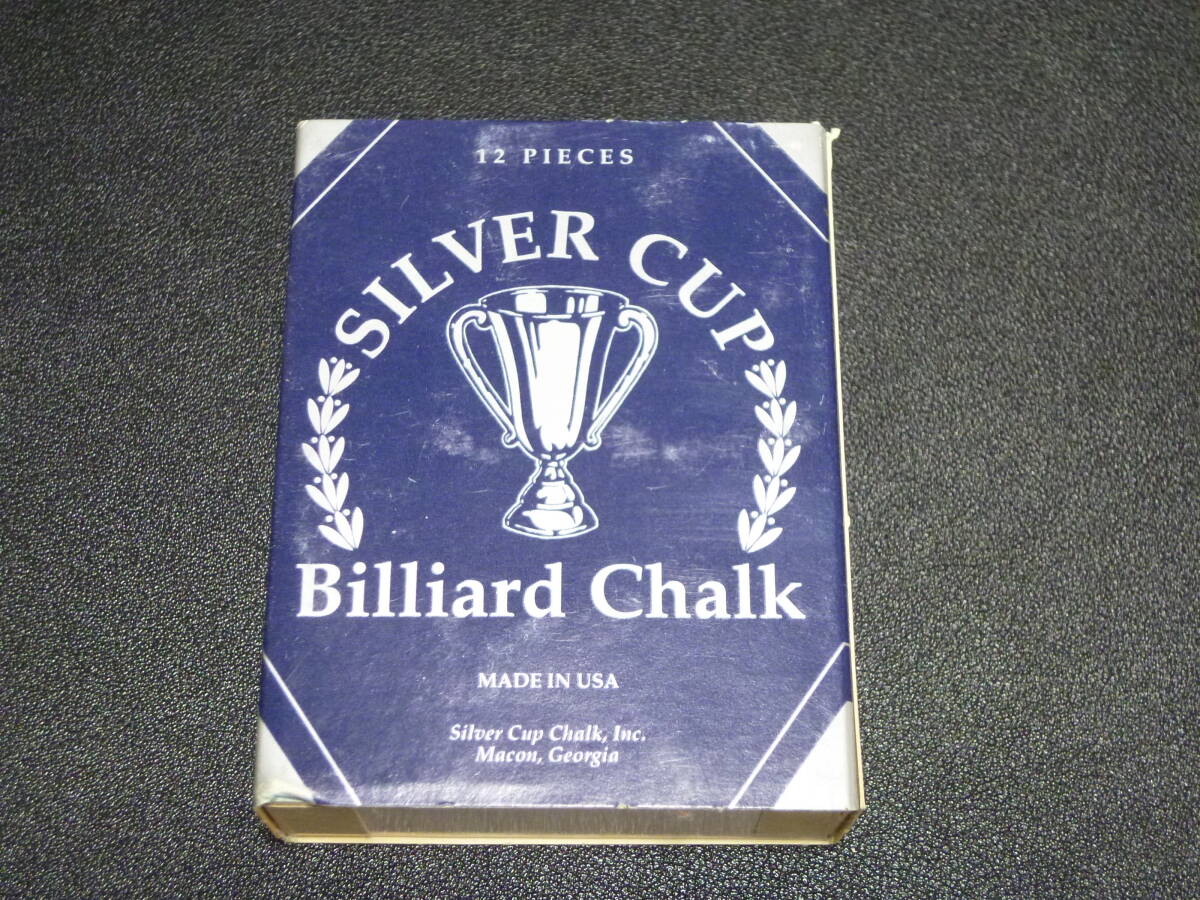 12 PIECES
SILVER CUP
Billiard Chalk
MADE IN USA
Silver Cup Chalk, Inc.
Macon, Georgia